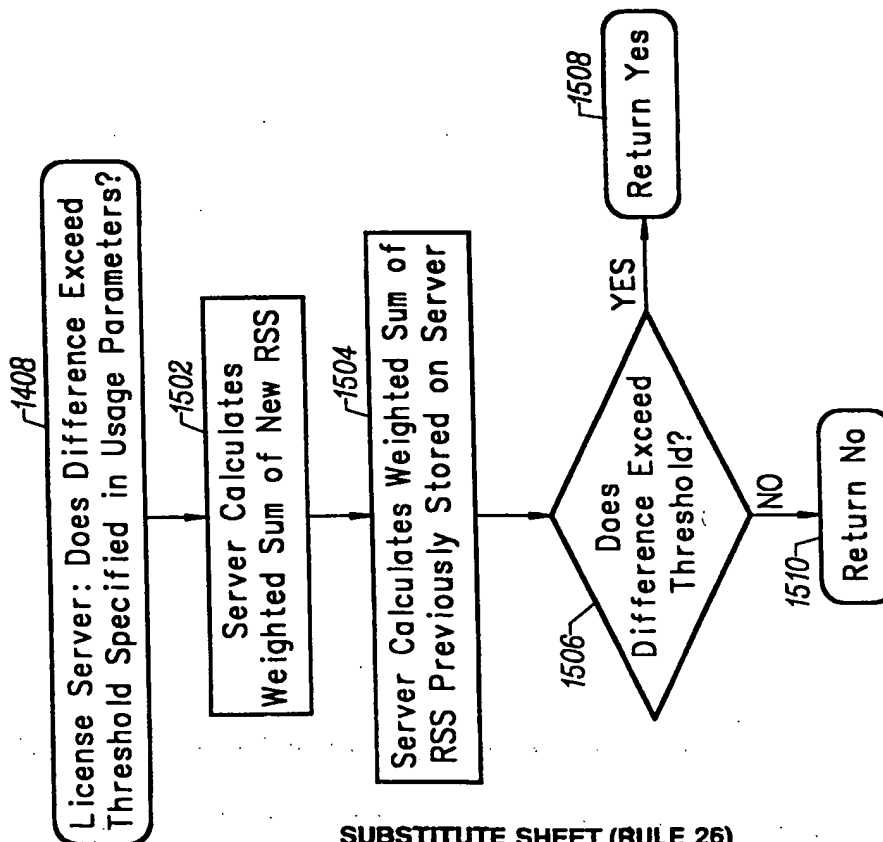 1408
License Server: Does Difference Exceed
Threshold Specified in Usage Parameters?
1502
Server Calculates
Weighted Sum of New RSS
1504
Server Calculates Weighted Sum of
RSS Previously Stored on Server
1506
Does
Difference Exceed
Threshold?
YES
1508
Return Yes
NO
1510
Return No
SUBSTITUTE SHEET (RULE 26)